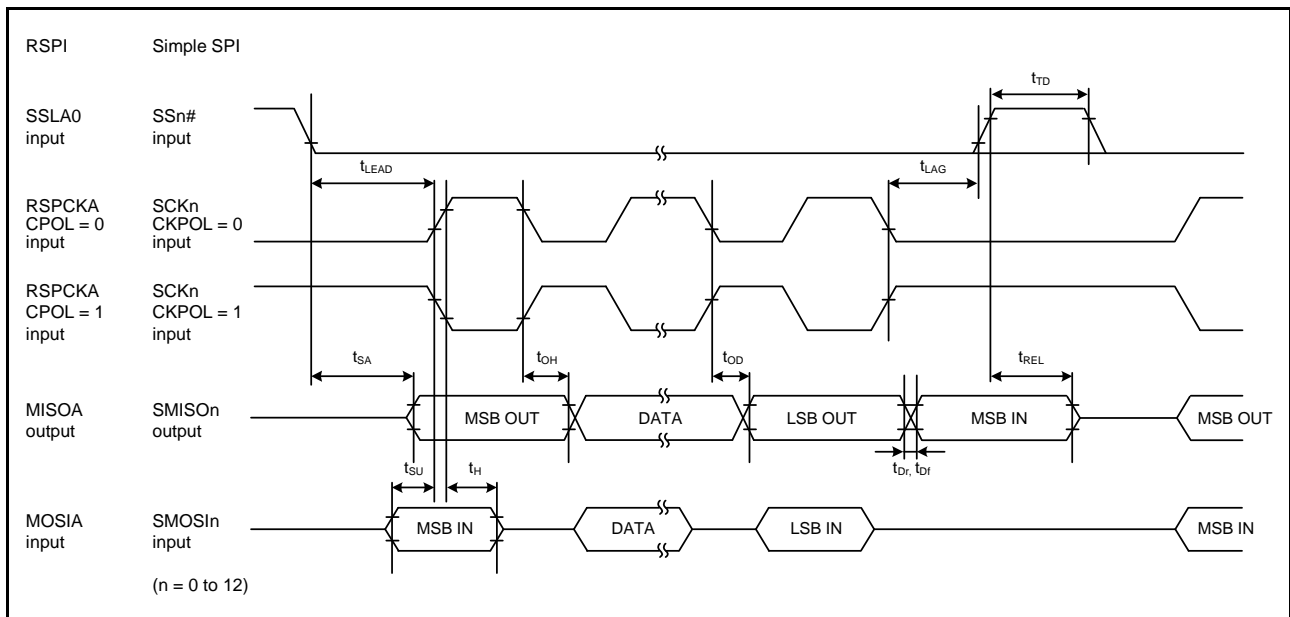 RSPI Simple SPI
tTD
SSLA0 SSn#
input input
tLEAD tLAG
RSPCKA SCKn
CPOL = 0 CKPOL = 0
input input
RSPCKA SCKn
CPOL = 1 CKPOL = 1
input input
tSA tOH tOD tREL
MISOA SMISOn MSB OUT DATA LSB OUT MSB IN MSB OUT
output output
tSU tH tDr, tDf
MOSIA SMOSIn MSB IN DATA LSB IN MSB IN
input input
(n = 0 to 12)